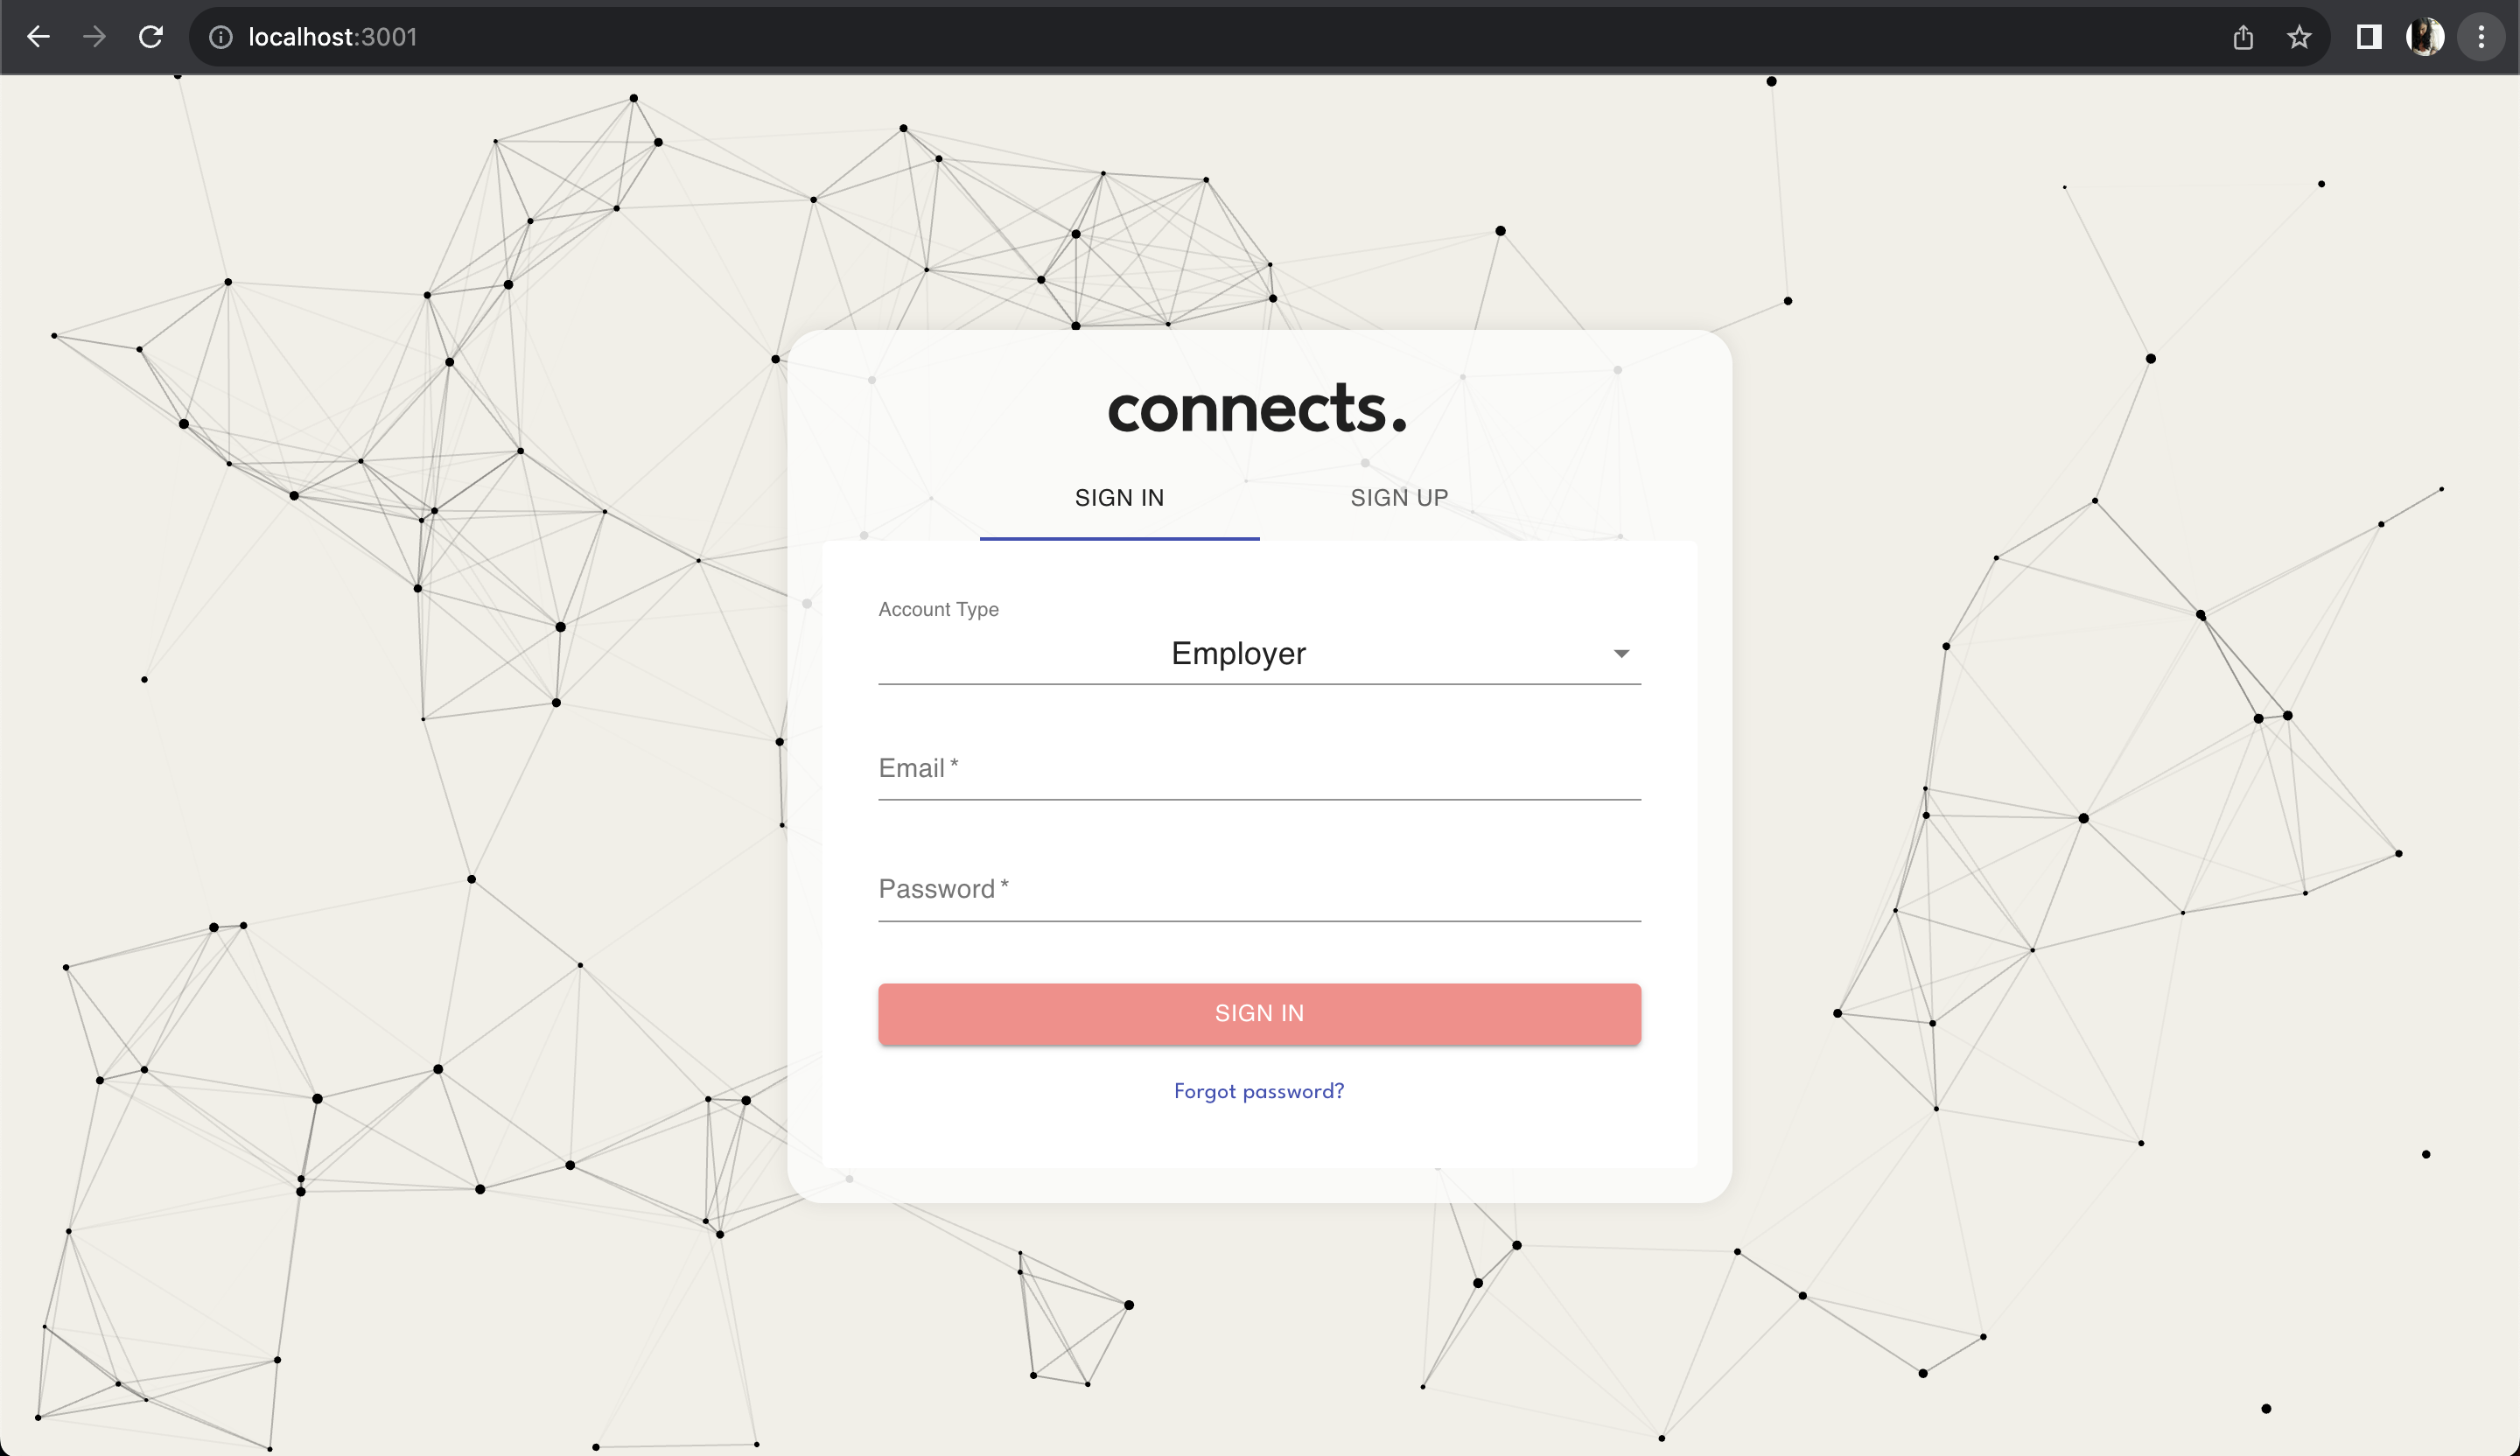 localhost:3001
connects.
SIGN IN
SIGN UP
Account Type
Employer
Email *
Password *
SIGN IN
Forgot password?